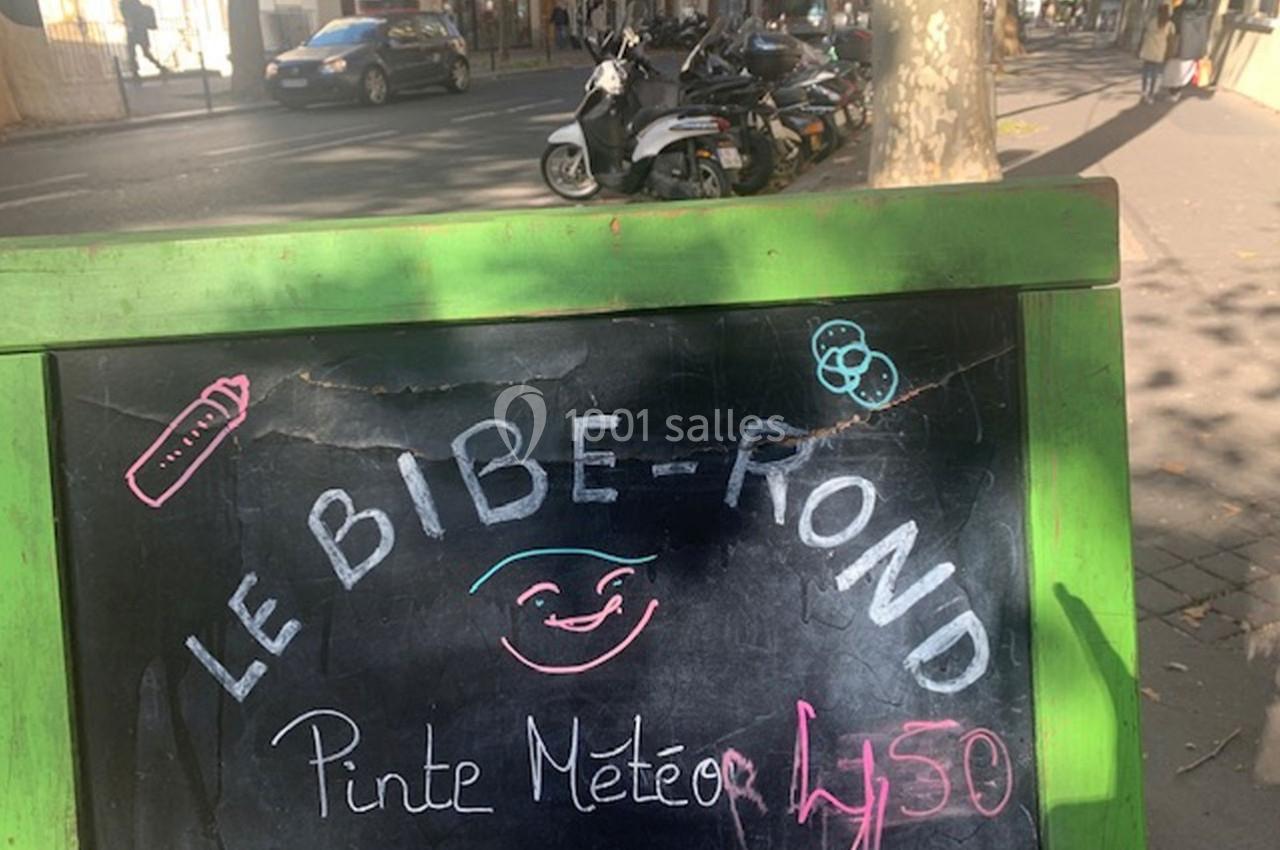 1001 salles
LE BIBE-ROND
Pinte Météor 4,50